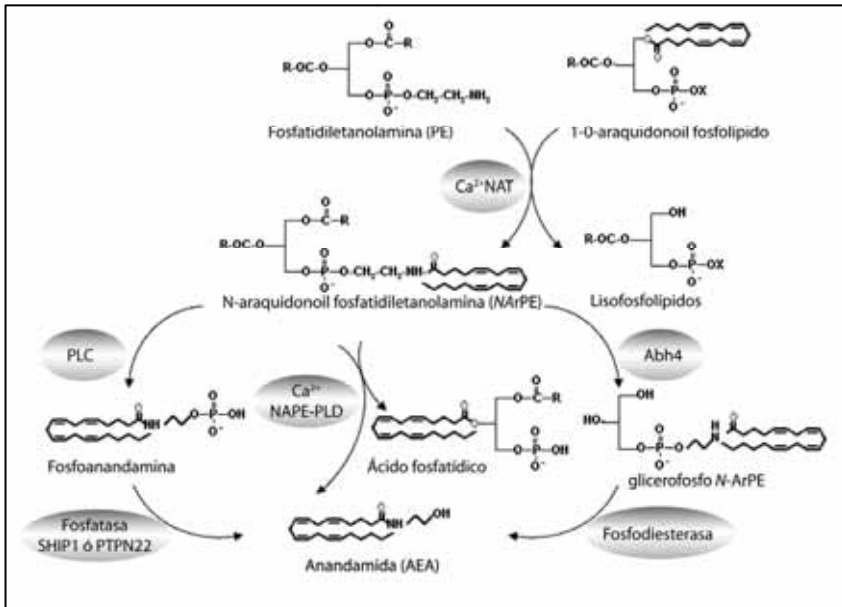 O
R-OC-O
O-C-R
O
O-P-O-CH₂-CH₂-NH₂
O-
Fosfatidiletanolamina (PE)
O
R-OC-O
O
O
O-P-OX
O-
1-0-araquidonoil fosfolípido
Ca²⁺NAT
O
R-OC-O
O-C-R
O
O-P-O-CH₂-CH₂-NH
O
O-
N-araquidonoil fosfatidiletanolamina (NArPE)
R-OC-O
OH
O
O-P-OX
O-
Lisofosfolípidos
PLC
Ca²⁺
NAPE-PLD
Abh4
O
NH
O
O-P-OH
O-
Fosfoanandamina
O
O
O-C-R
O
O-P-OH
O-
Ácido fosfatídico
OH
HO
O
O-P-O
O-
H
N
O
glicerofosfo N-ArPE
Fosfatasa
SHIP1 ó PTPN22
O
NH
OH
Anandamida (AEA)
Fosfodiesterasa